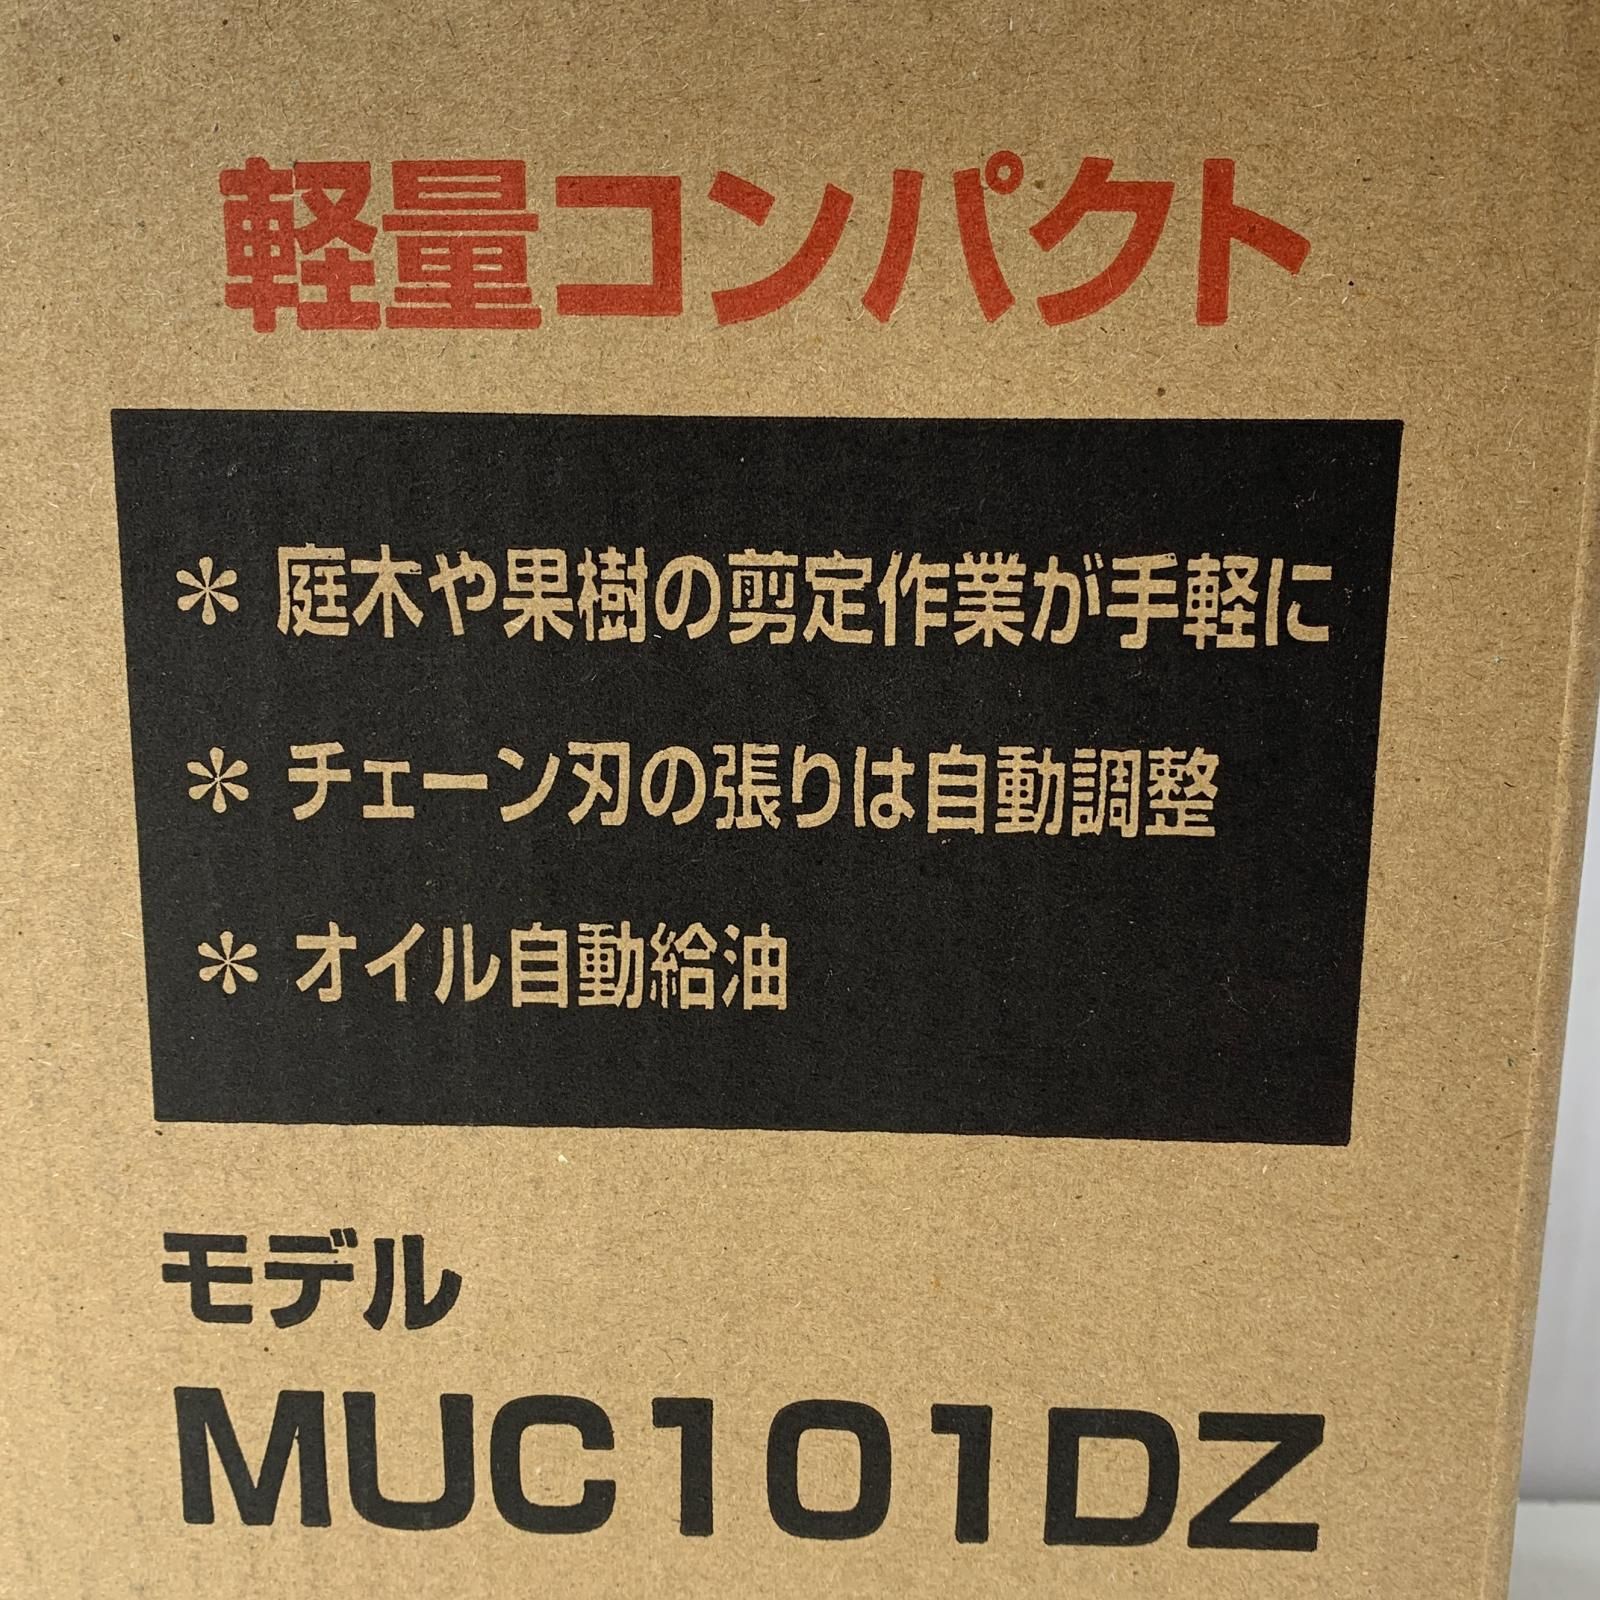 軽量コンパクト
＊ 庭木や果樹の剪定作業が手軽に
＊ チェーン刃の張りは自動調整
＊ オイル自動給油
モデル
MUC101DZ